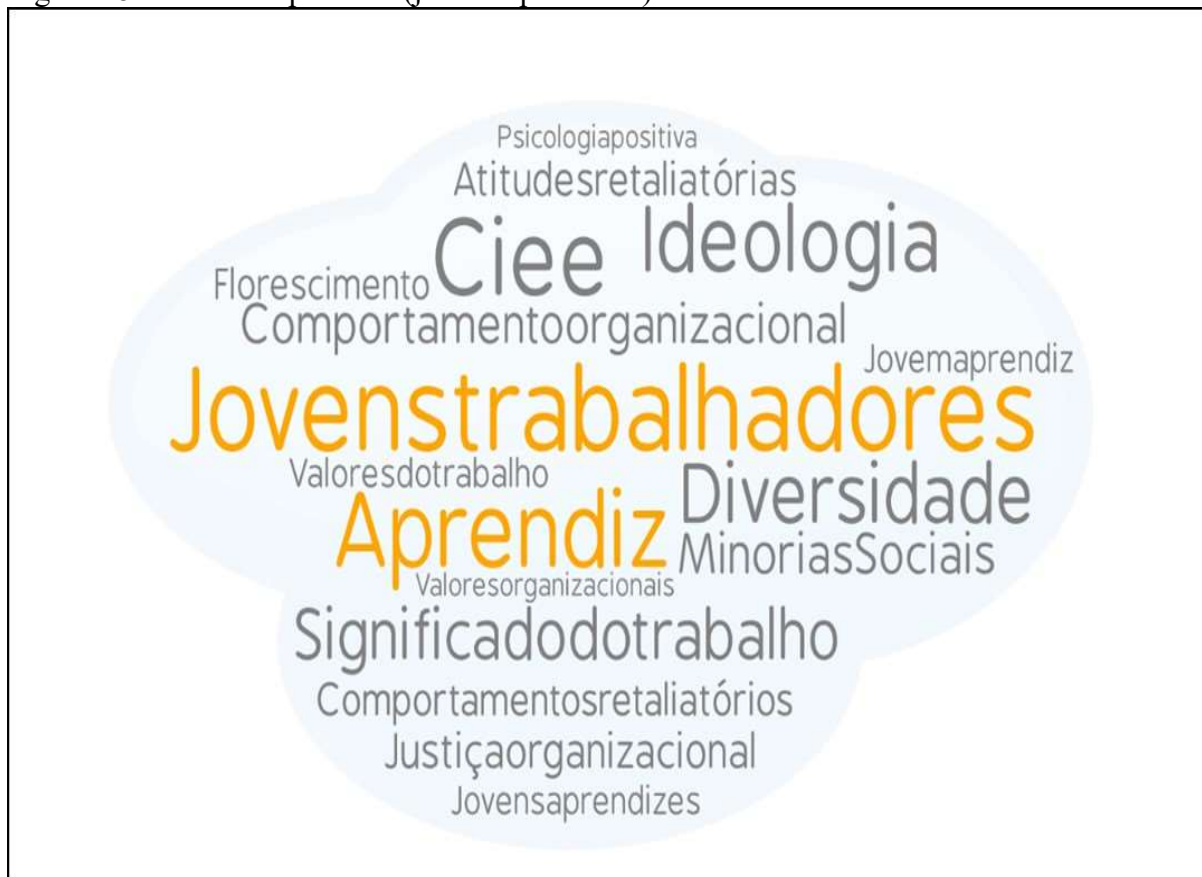 Psicologiapositiva
Atitudesretaliatórias
Ciee Ideologia
Florescimento
Comportamentoorganizacional
Jovemaprendiz
Jovenstrabalhadores
Valoresdotrabalho
Diversidade
Aprendiz
MinoriasSociais
Valoresorganizacionais
Significadodotrabalho
Comportamentosretaliatórios
Justiçaorganizacional
Jovensaprendizes